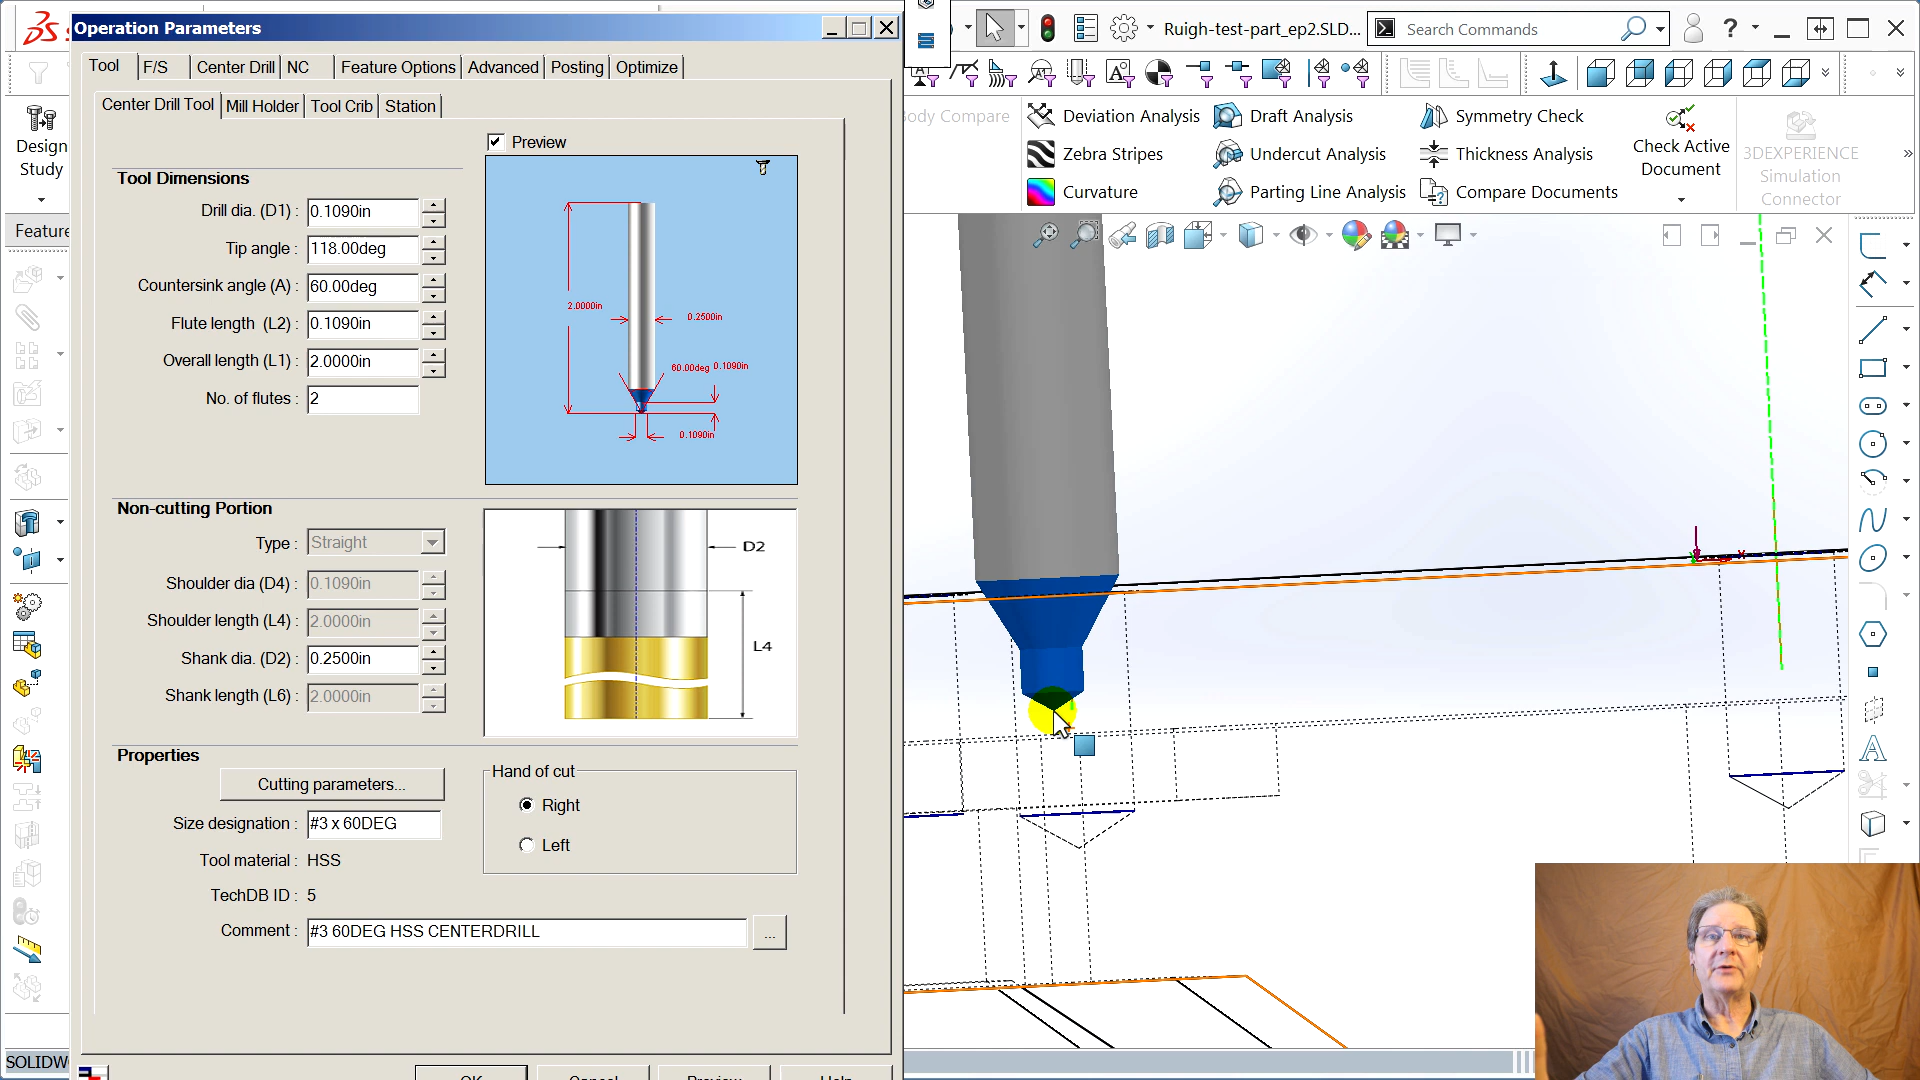 Operation Parameters
Ruigh-test-part_ep2.SLD...
Search Commands
?
Tool
F/S
Center Drill
NC
Feature Options
Advanced
Posting
Optimize
Center Drill Tool
Mill Holder
Tool Crib
Station
Design
Study
Feature
Body Compare
Deviation Analysis
Draft Analysis
Symmetry Check
Zebra Stripes
Undercut Analysis
Thickness Analysis
Curvature
Parting Line Analysis
Compare Documents
Check Active
Document
3DEXPERIENCE
Simulation
Connector
Preview
Tool Dimensions
Drill dia. (D1) : 0.1090in
Tip angle : 118.00deg
Countersink angle (A) : 60.00deg
Flute length (L2) : 0.1090in
Overall length (L1) : 2.0000in
No. of flutes : 2
2.0000in
0.2500in
60.00deg 0.1090in
0.1090in
Non-cutting Portion
Type : Straight
Shoulder dia (D4) : 0.1090in
Shoulder length (L4) : 2.0000in
Shank dia. (D2) : 0.2500in
Shank length (L6) : 2.0000in
D2
L4
Properties
Cutting parameters...
Size designation : #3 x 60DEG
Tool material : HSS
TechDB ID : 5
Comment : #3 60DEG HSS CENTERDRILL
...
Hand of cut
Right
Left
OK
Cancel
Preview
Help
SOLIDW